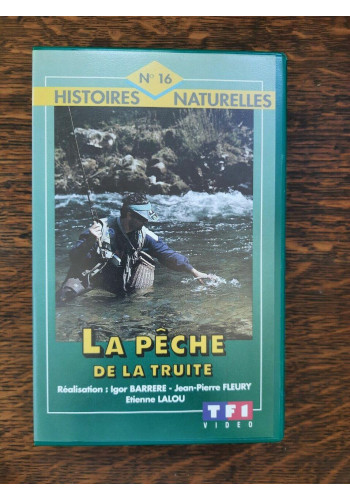 N° 16
HISTOIRES NATURELLES
LA PÊCHE
DE LA TRUITE
Réalisation : Igor BARRERE - Jean-Pierre FLEURY
Etienne LALOU
TF1
VIDEO